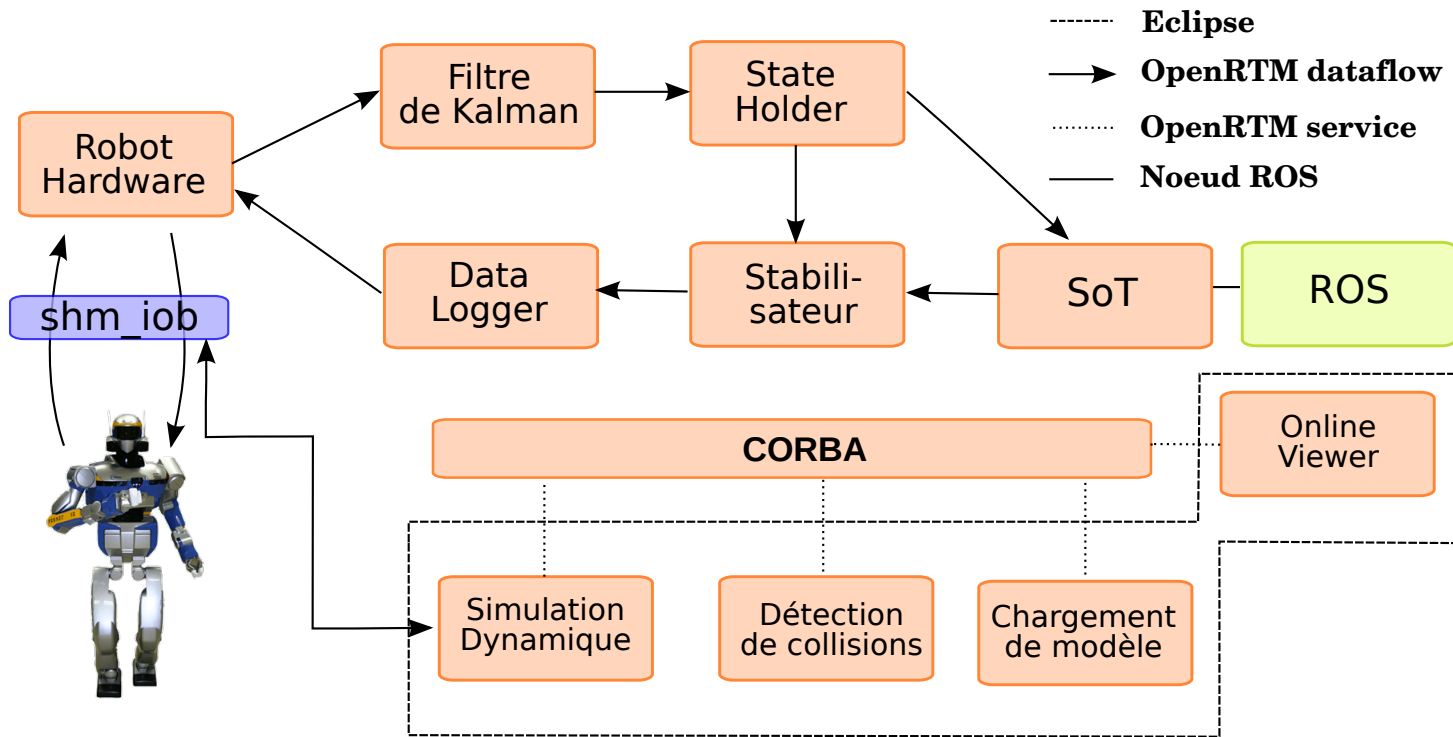 Eclipse
OpenRTM dataflow
OpenRTM service
Noeud ROS
Filtre
de Kalman
State
Holder
Robot
Hardware
Data
Logger
Stabili-
sateur
SoT
ROS
shm_iob
CORBA
Online
Viewer
Simulation
Dynamique
Détection
de collisions
Chargement
de modèle